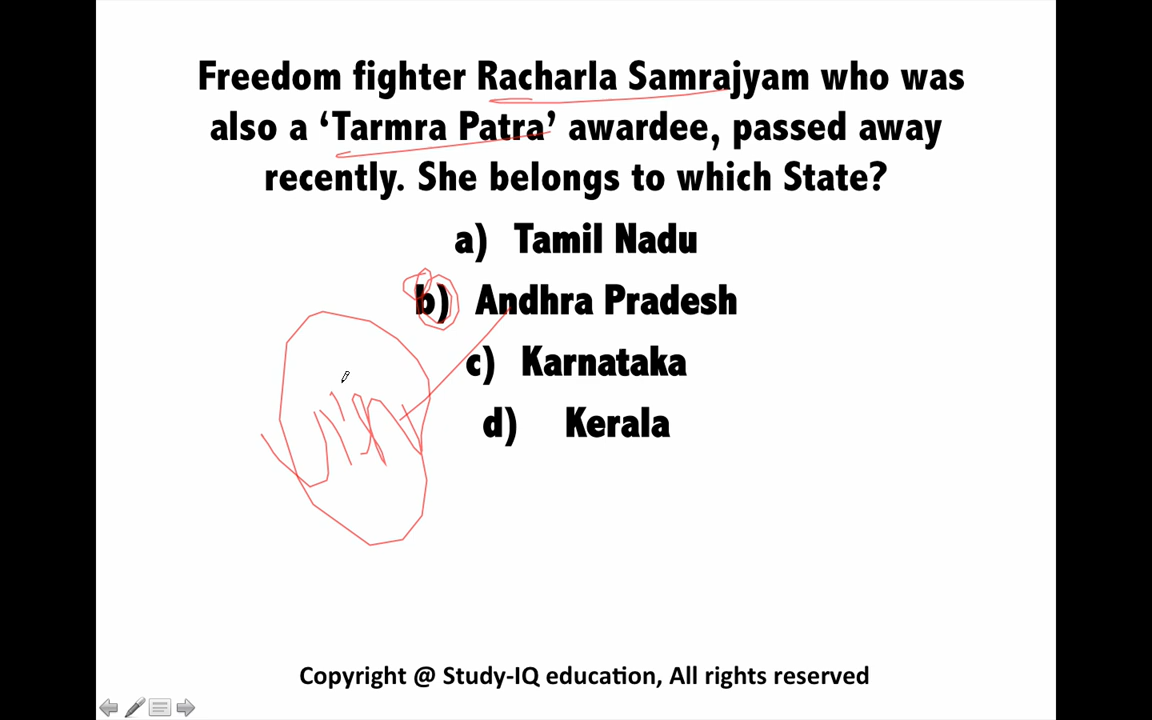 Freedom fighter Racharla Samrajyam who was
also a ‘Tarmra Patra’ awardee, passed away
recently. She belongs to which State?
a) Tamil Nadu
b) Andhra Pradesh
c) Karnataka
d) Kerala
Copyright @ Study-IQ education, All rights reserved